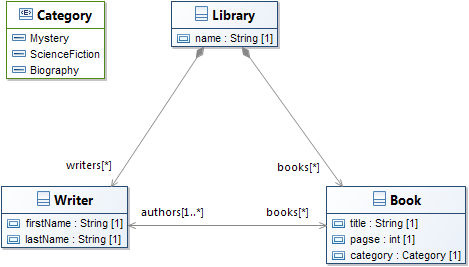 Category
Mystery
ScienceFiction
Biography
Library
name : String [1]
writers[*]
books[*]
Writer
firstName : String [1]
lastName : String [1]
authors[1..*]
books[*]
Book
title : String [1]
pagse : int [1]
category : Category [1]